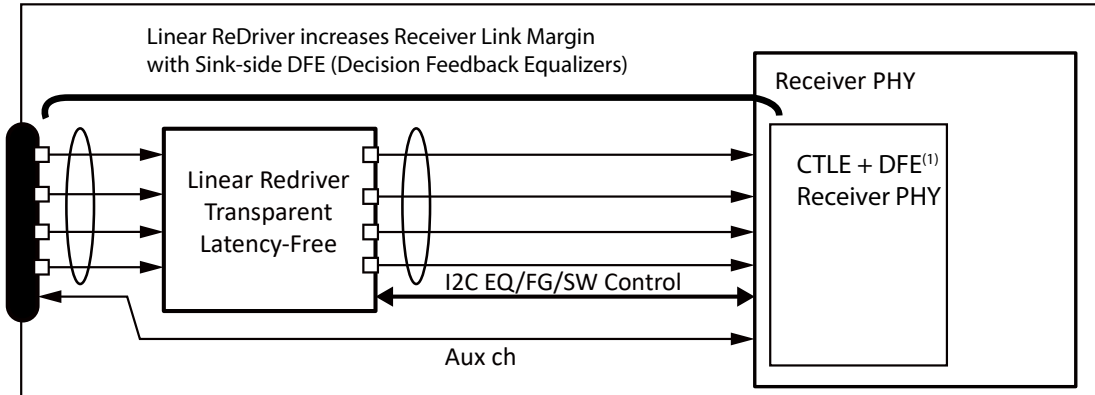 Linear ReDriver increases Receiver Link Margin
with Sink-side DFE (Decision Feedback Equalizers)
Receiver PHY
Linear Redriver
Transparent
Latency-Free
CTLE + DFE(1)
Receiver PHY
I2C EQ/FG/SW Control
Aux ch